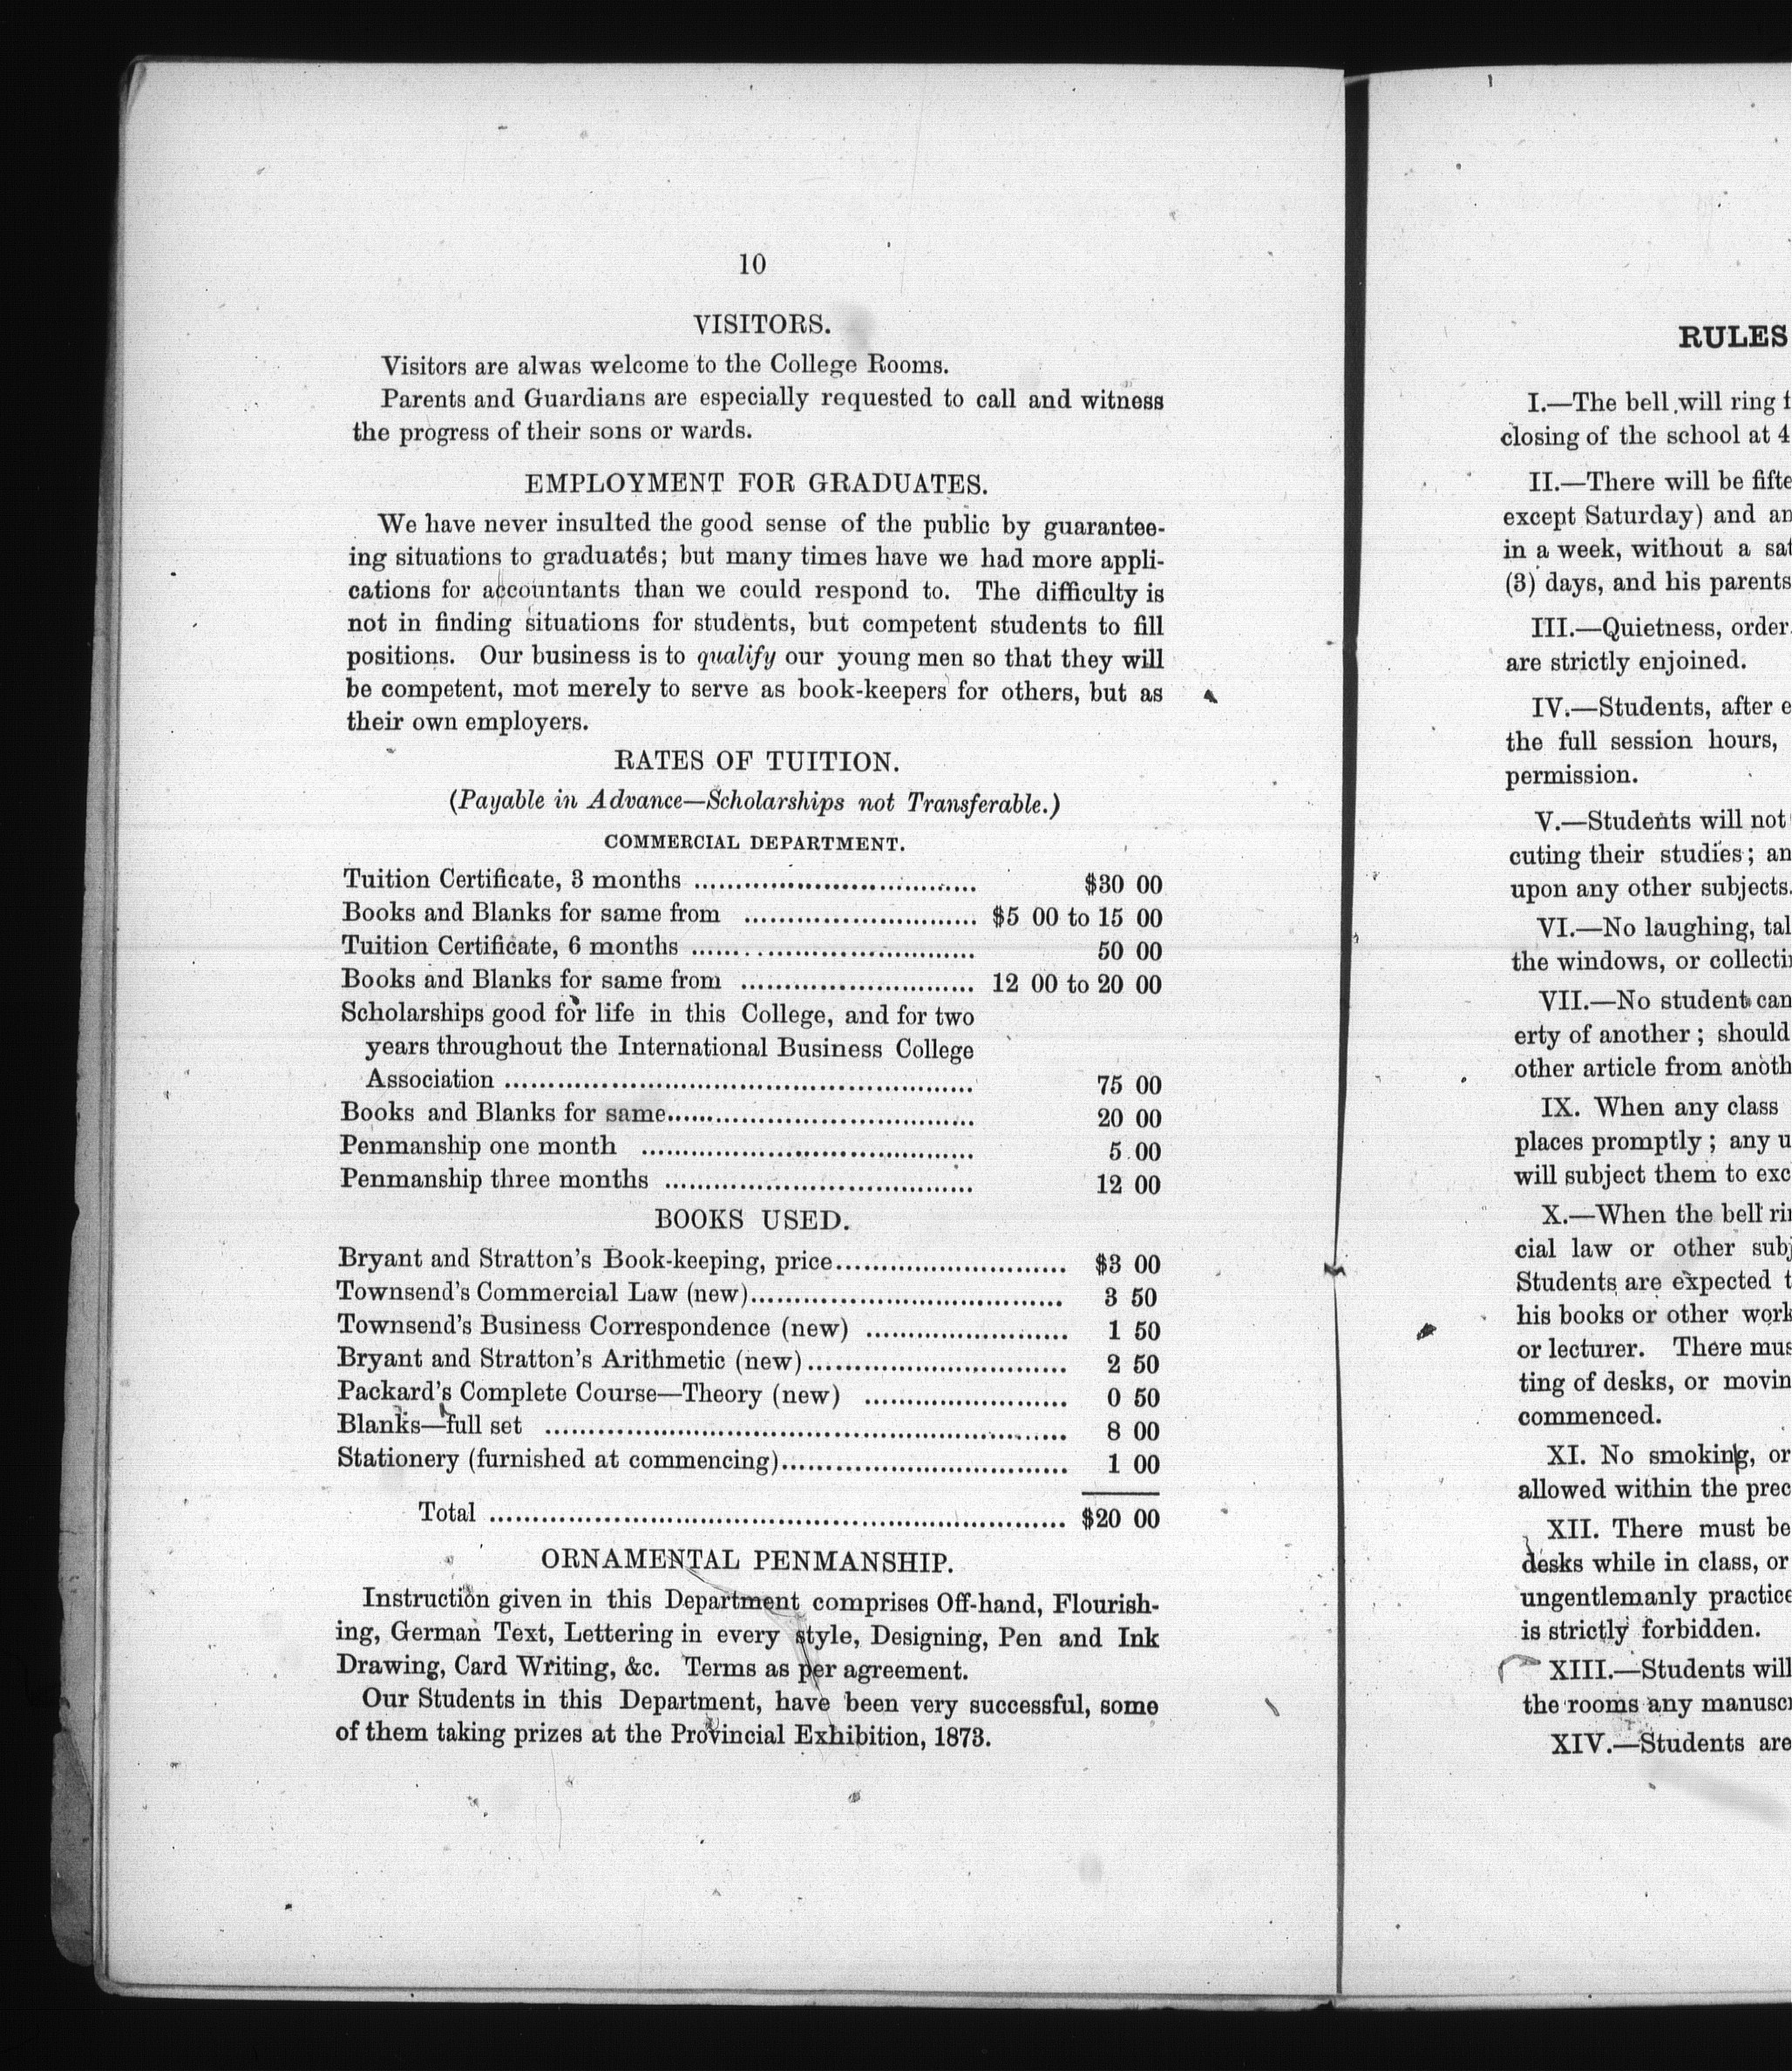 10
VISITORS.
Visitors are alwas welcome to the College Rooms.
Parents and Guardians are especially requested to call and witness
the progress of their sons or wards.
EMPLOYMENT FOR GRADUATES.
We have never insulted the good sense of the public by guarantee-
ing situations to graduates; but many times have we had more appli-
cations for accountants than we could respond to. The difficulty is
not in finding situations for students, but competent students to fill
positions. Our business is to qualify our young men so that they will
be competent, mot merely to serve as book-keepers for others, but as
their own employers.
RATES OF TUITION.
(Payable in Advance—Scholarships not Transferable.)
COMMERCIAL DEPARTMENT.
Tuition Certificate, 3 months ................................. $30 00
Books and Blanks for same from ........................... $5 00 to 15 00
Tuition Certificate, 6 months ................................. 50 00
Books and Blanks for same from ........................... 12 00 to 20 00
Scholarships good for life in this College, and for two
years throughout the International Business College
Association ...................................................... 75 00
Books and Blanks for same.................................... 20 00
Penmanship one month ....................................... 5 00
Penmanship three months .................................... 12 00
BOOKS USED.
Bryant and Stratton's Book-keeping, price........................... $3 00
Townsend's Commercial Law (new).................................... 3 50
Townsend's Business Correspondence (new) ........................ 1 50
Bryant and Stratton's Arithmetic (new).............................. 2 50
Packard's Complete Course—Theory (new) ........................ 0 50
Blanks—full set ............................................................. 8 00
Stationery (furnished at commencing)................................. 1 00
Total .................................................................. $20 00
ORNAMENTAL PENMANSHIP.
Instruction given in this Department comprises Off-hand, Flourish-
ing, German Text, Lettering in every style, Designing, Pen and Ink
Drawing, Card Writing, &c. Terms as per agreement.
Our Students in this Department, have been very successful, some
of them taking prizes at the Provincial Exhibition, 1873.
RULES
I.—The bell will ring f
closing of the school at 4
II.—There will be fifte
except Saturday) and an
in a week, without a sat
(3) days, and his parents
III.—Quietness, order
are strictly enjoined.
IV.—Students, after e
the full session hours,
permission.
V.—Students will not
cuting their studies; an
upon any other subjects.
VI.—No laughing, tal
the windows, or collecti
VII.—No student can
erty of another; should
other article from anoth
IX. When any class
places promptly; any u
will subject them to exc
X.—When the bell ri
cial law or other subj
Students are expected t
his books or other work
or lecturer. There mus
ting of desks, or movin
commenced.
XI. No smoking, or
allowed within the prec
XII. There must be
desks while in class, or
ungentlemanly practice
is strictly forbidden.
XIII.—Students will
the rooms any manusc
XIV.—Students are